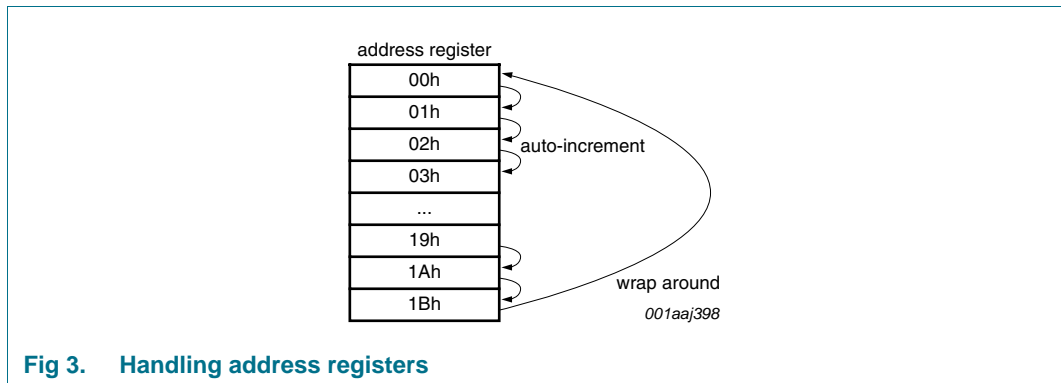 address register
00h
01h
02h
auto-increment
03h
...
19h
1Ah
wrap around
1Bh
001aaj398
Fig 3. Handling address registers